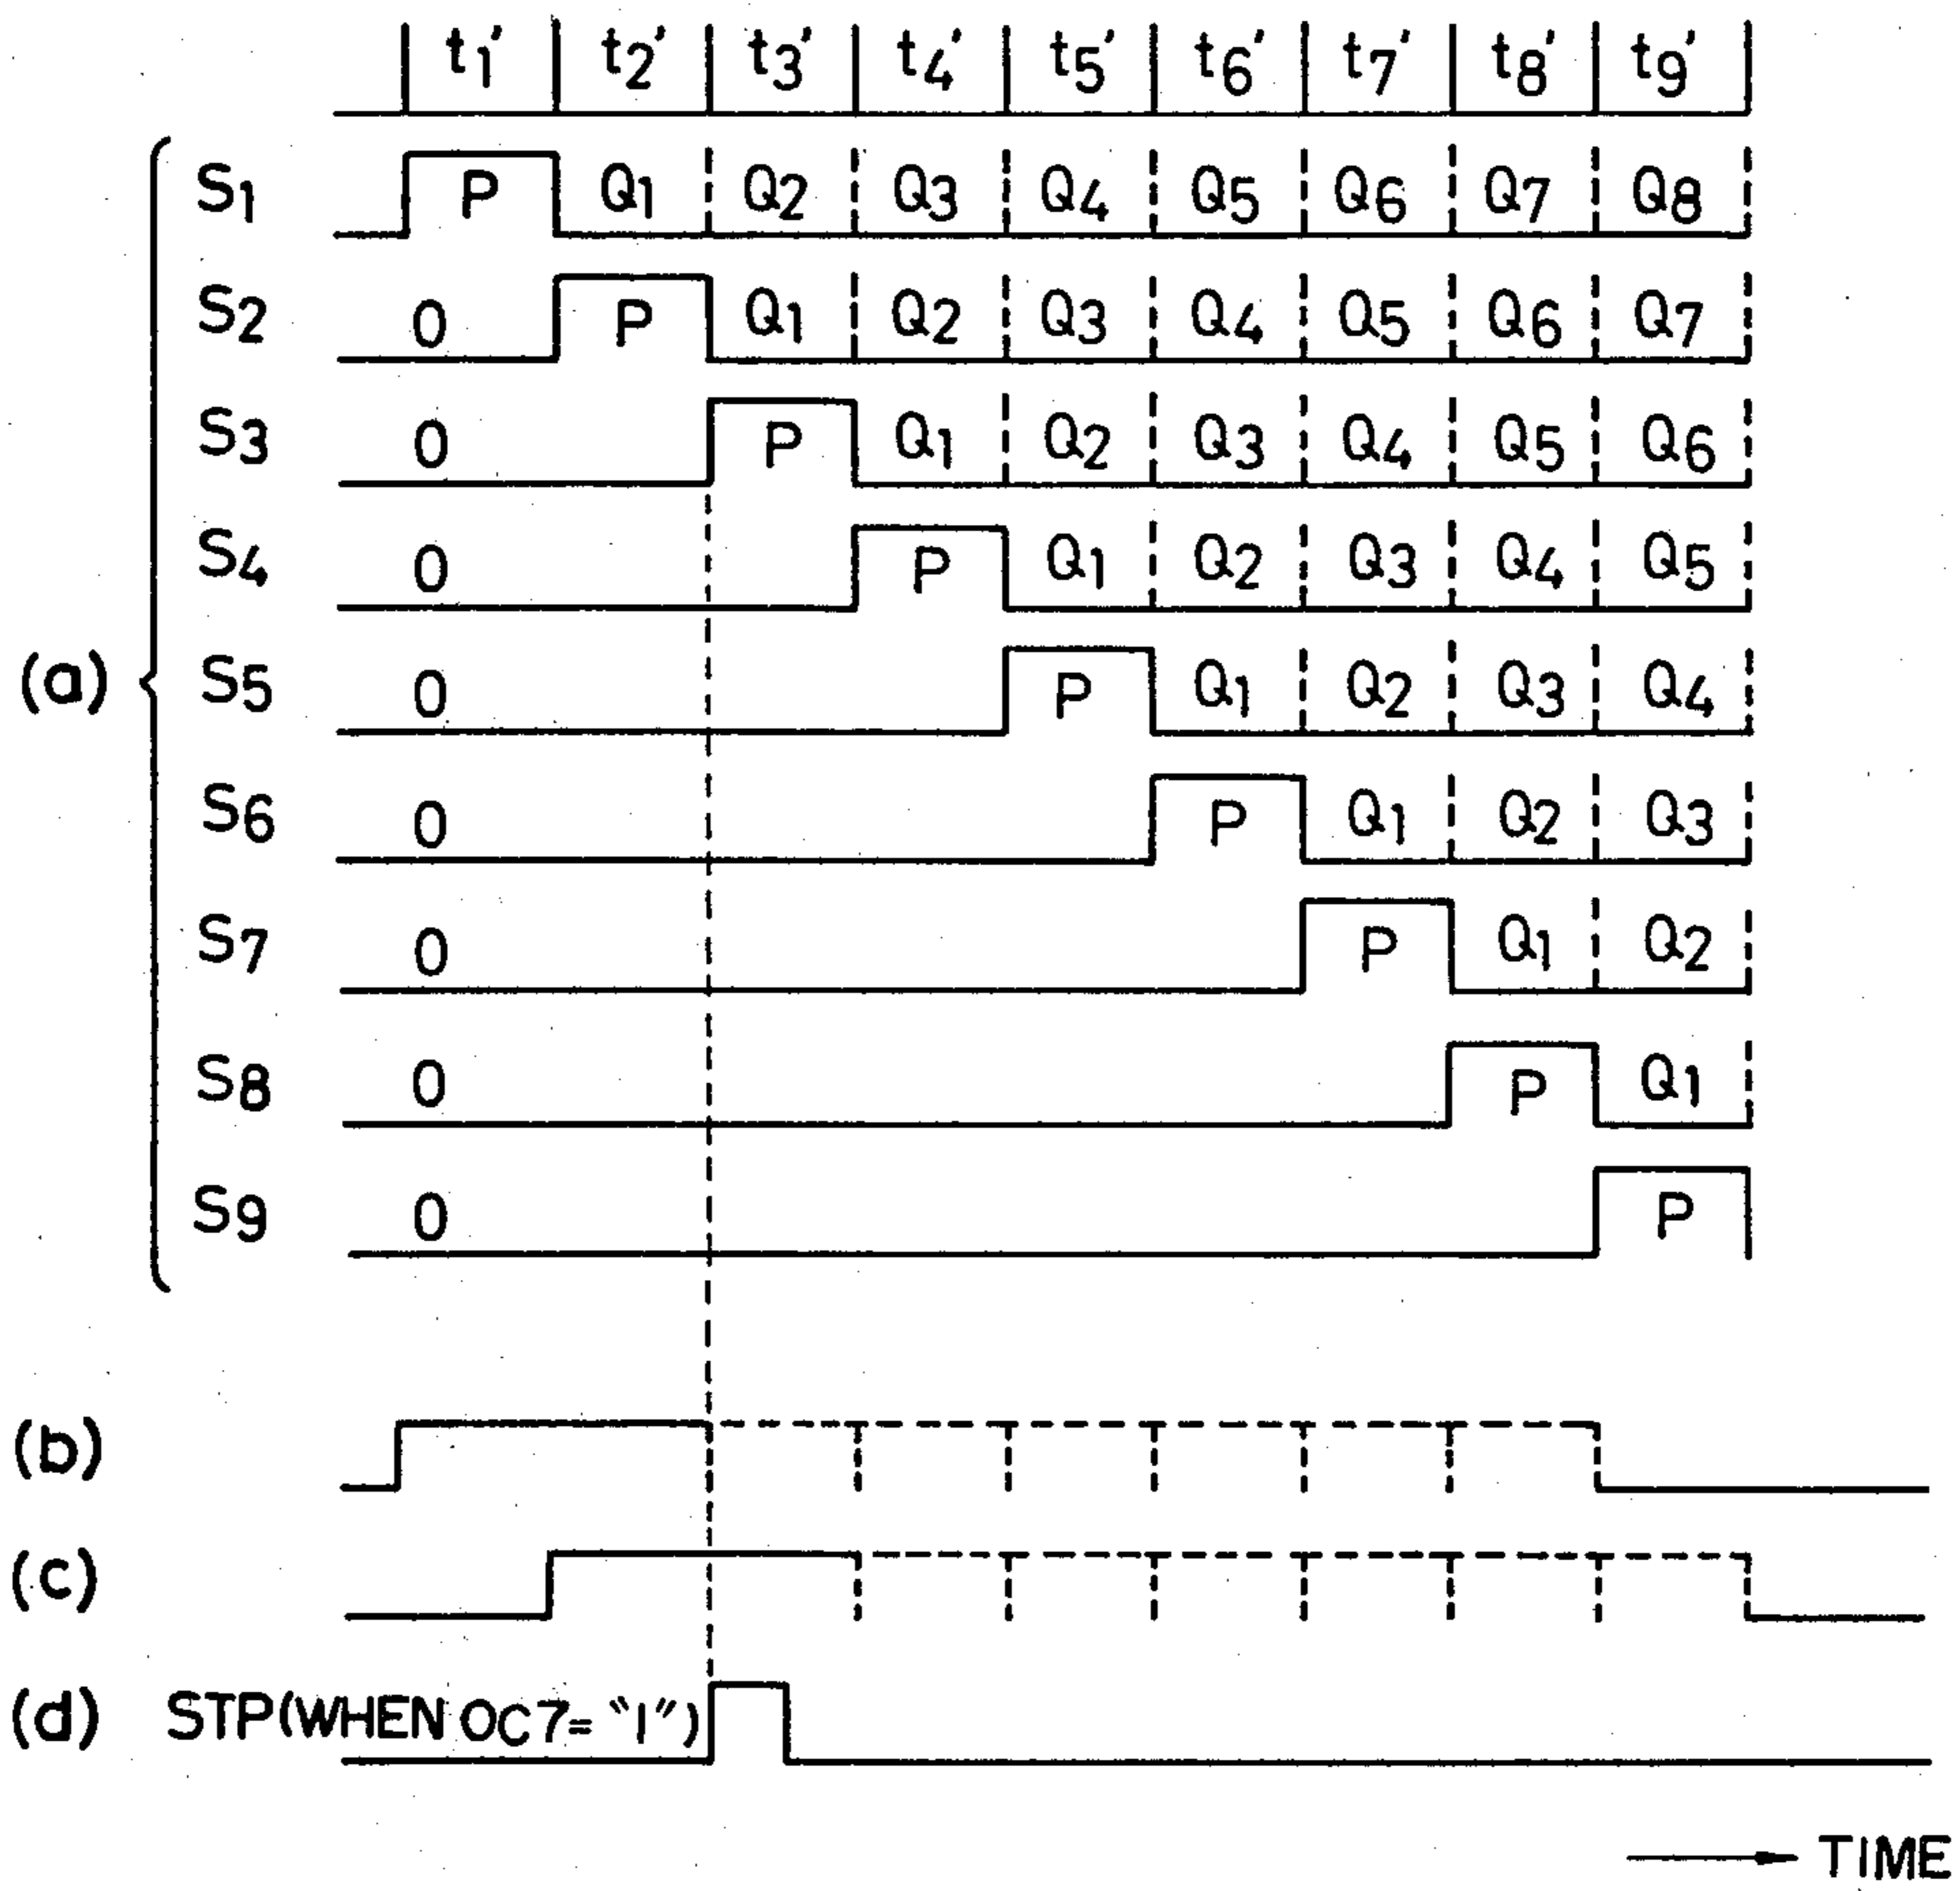 t1' t2' t3' t4' t5' t6' t7' t8' t9'
S1 P Q1 Q2 Q3 Q4 Q5 Q6 Q7 Q8
S2 0 P Q1 Q2 Q3 Q4 Q5 Q6 Q7
S3 0 P Q1 Q2 Q3 Q4 Q5 Q6
S4 0 P Q1 Q2 Q3 Q4 Q5
(a) S5 0 P Q1 Q2 Q3 Q4
S6 0 P Q1 Q2 Q3
S7 0 P Q1 Q2
S8 0 P Q1
S9 0 P
(b)
(c)
(d) STP(WHEN OC7= "1")
TIME